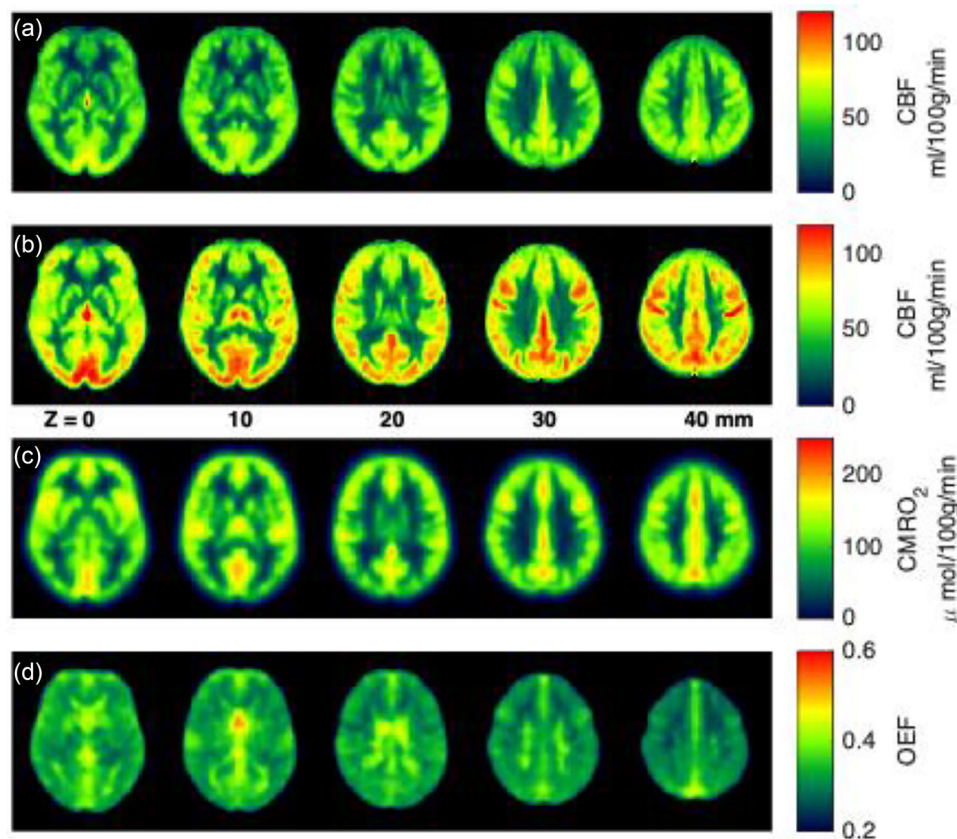 (a)
100
50
0
CBF
ml/100g/min
(b)
100
50
0
CBF
ml/100g/min
Z = 0 10 20 30 40 mm
(c)
200
100
0
CMRO2
μ mol/100g/min
(d)
0.6
0.4
0.2
OEF